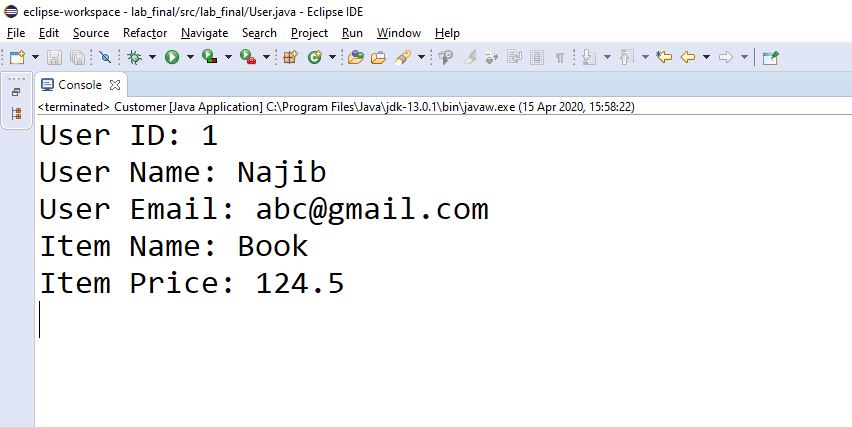 eclipse-workspace - lab_final/src/lab_final/User.java - Eclipse IDE
File Edit Source Refactor Navigate Search Project Run Window Help
Console
<terminated> Customer [Java Application] C:\Program Files\Java\jdk-13.0.1\bin\javaw.exe (15 Apr 2020, 15:58:22)
User ID: 1
User Name: Najib
User Email: abc@gmail.com
Item Name: Book
Item Price: 124.5